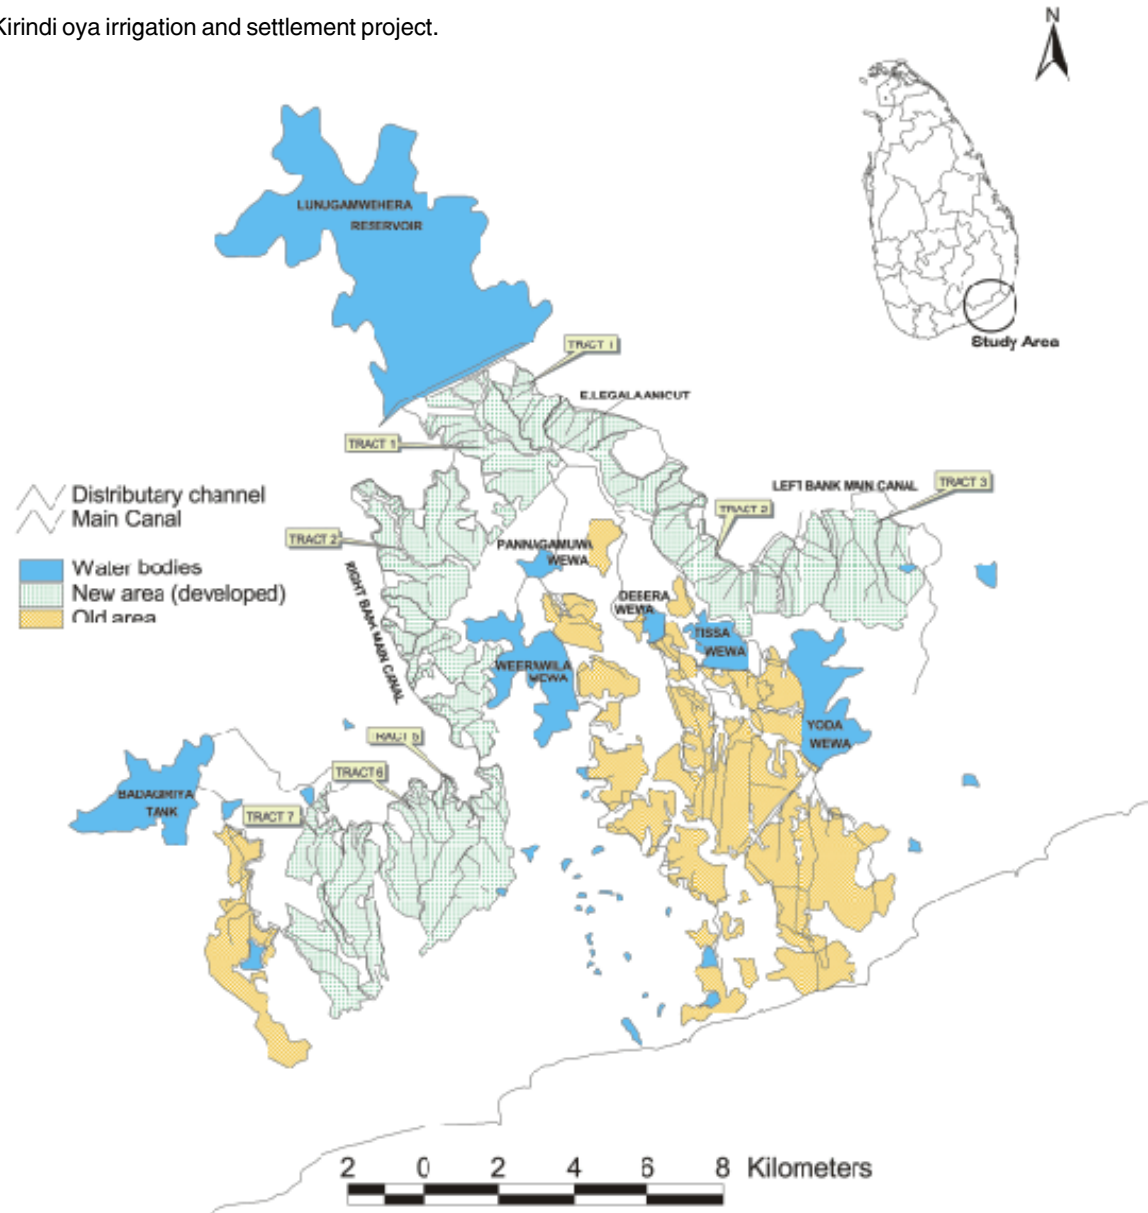 Kirindi oya irrigation and settlement project.
N
LUNUGAMWEHERA
RESERVOIR
Study Area
TRACT 1
ELLEGALA ANICUT
TRACT 1
LEFT BANK MAIN CANAL
TRACT 3
Distributary channel
Main Canal
TRACT 2
TRACT 2
PANNAGAMUWA
WEWA
Water bodies
New area (developed)
Old area
RIGHT BANK MAIN CANAL
DEBERA
WEWA
TISSA
WEWA
WEERAWILA
WEWA
YODA
WEWA
TRACT 5
TRACT 6
BADAGIRIYA
TANK
TRACT 7
2 0 2 4 6 8 Kilometers